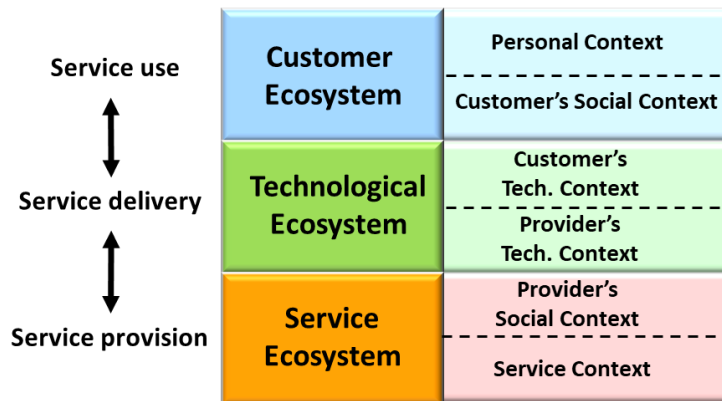 Service use
Customer
Ecosystem
Personal Context
Customer's Social Context
Service delivery
Technological
Ecosystem
Customer's
Tech. Context
Provider's
Tech. Context
Service provision
Service
Ecosystem
Provider's
Social Context
Service Context